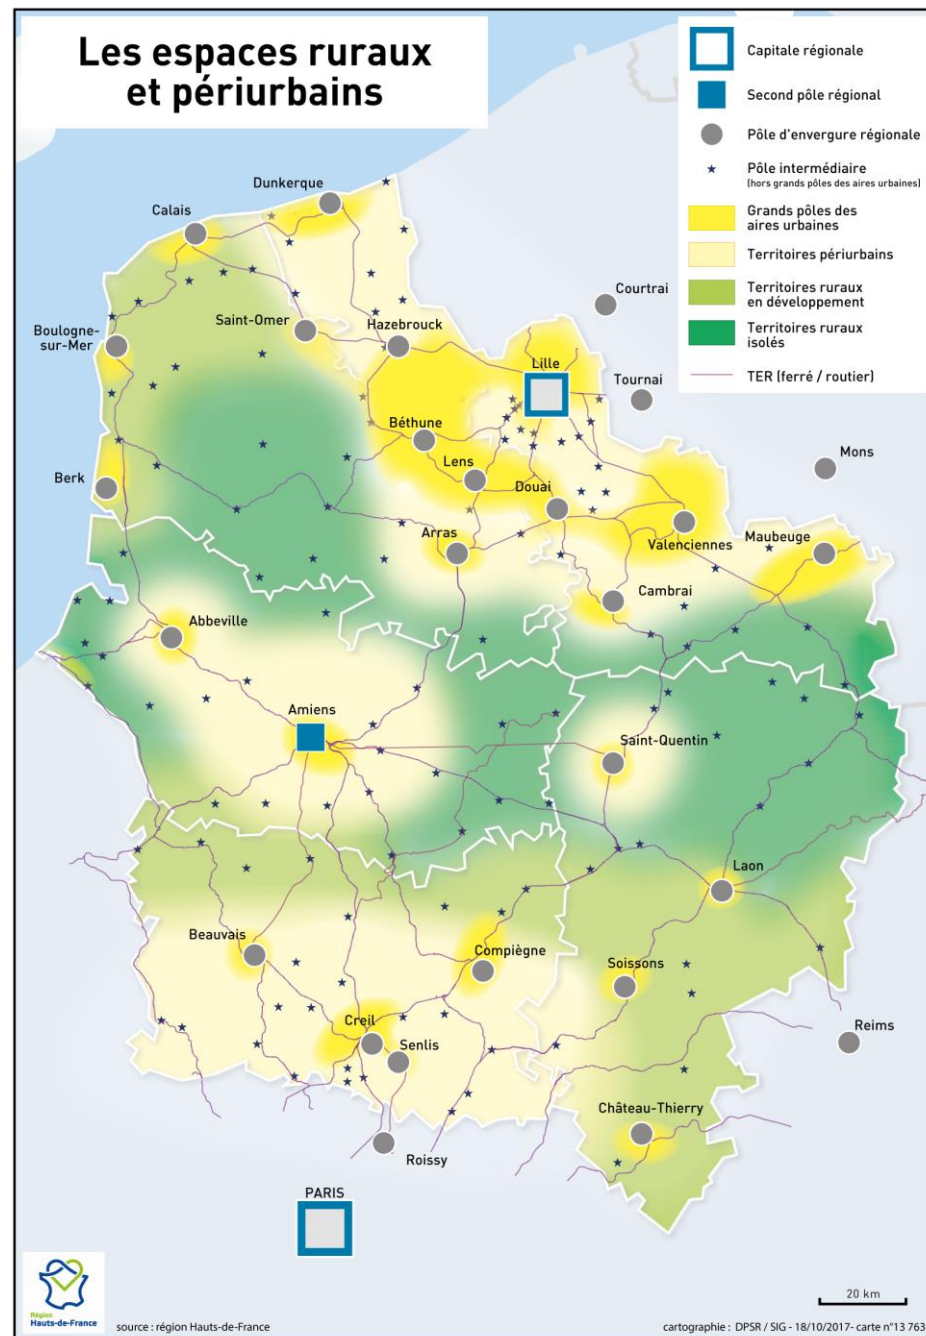 Les espaces ruraux
et périurbains
Capitale régionale
Second pôle régional
Pôle d'envergure régionale
Pôle intermédiaire
(hors grands pôles des aires urbaines)
Grands pôles des
aires urbaines
Territoires périurbains
Territoires ruraux
en développement
Territoires ruraux
isolés
TER (ferré / routier)
Dunkerque
Calais
Courtrai
Saint-Omer
Hazebrouck
Boulogne-
sur-Mer
Lille
Tournai
Béthune
Mons
Lens
Berk
Douai
Arras
Valenciennes
Maubeuge
Cambrai
Abbeville
Amiens
Saint-Quentin
Laon
Beauvais
Compiègne
Soissons
Creil
Senlis
Reims
Château-Thierry
Roissy
PARIS
20 km
Région
Hauts-de-France
source : région Hauts-de-France
cartographie : DPSR / SIG - 18/10/2017- carte n°13 763